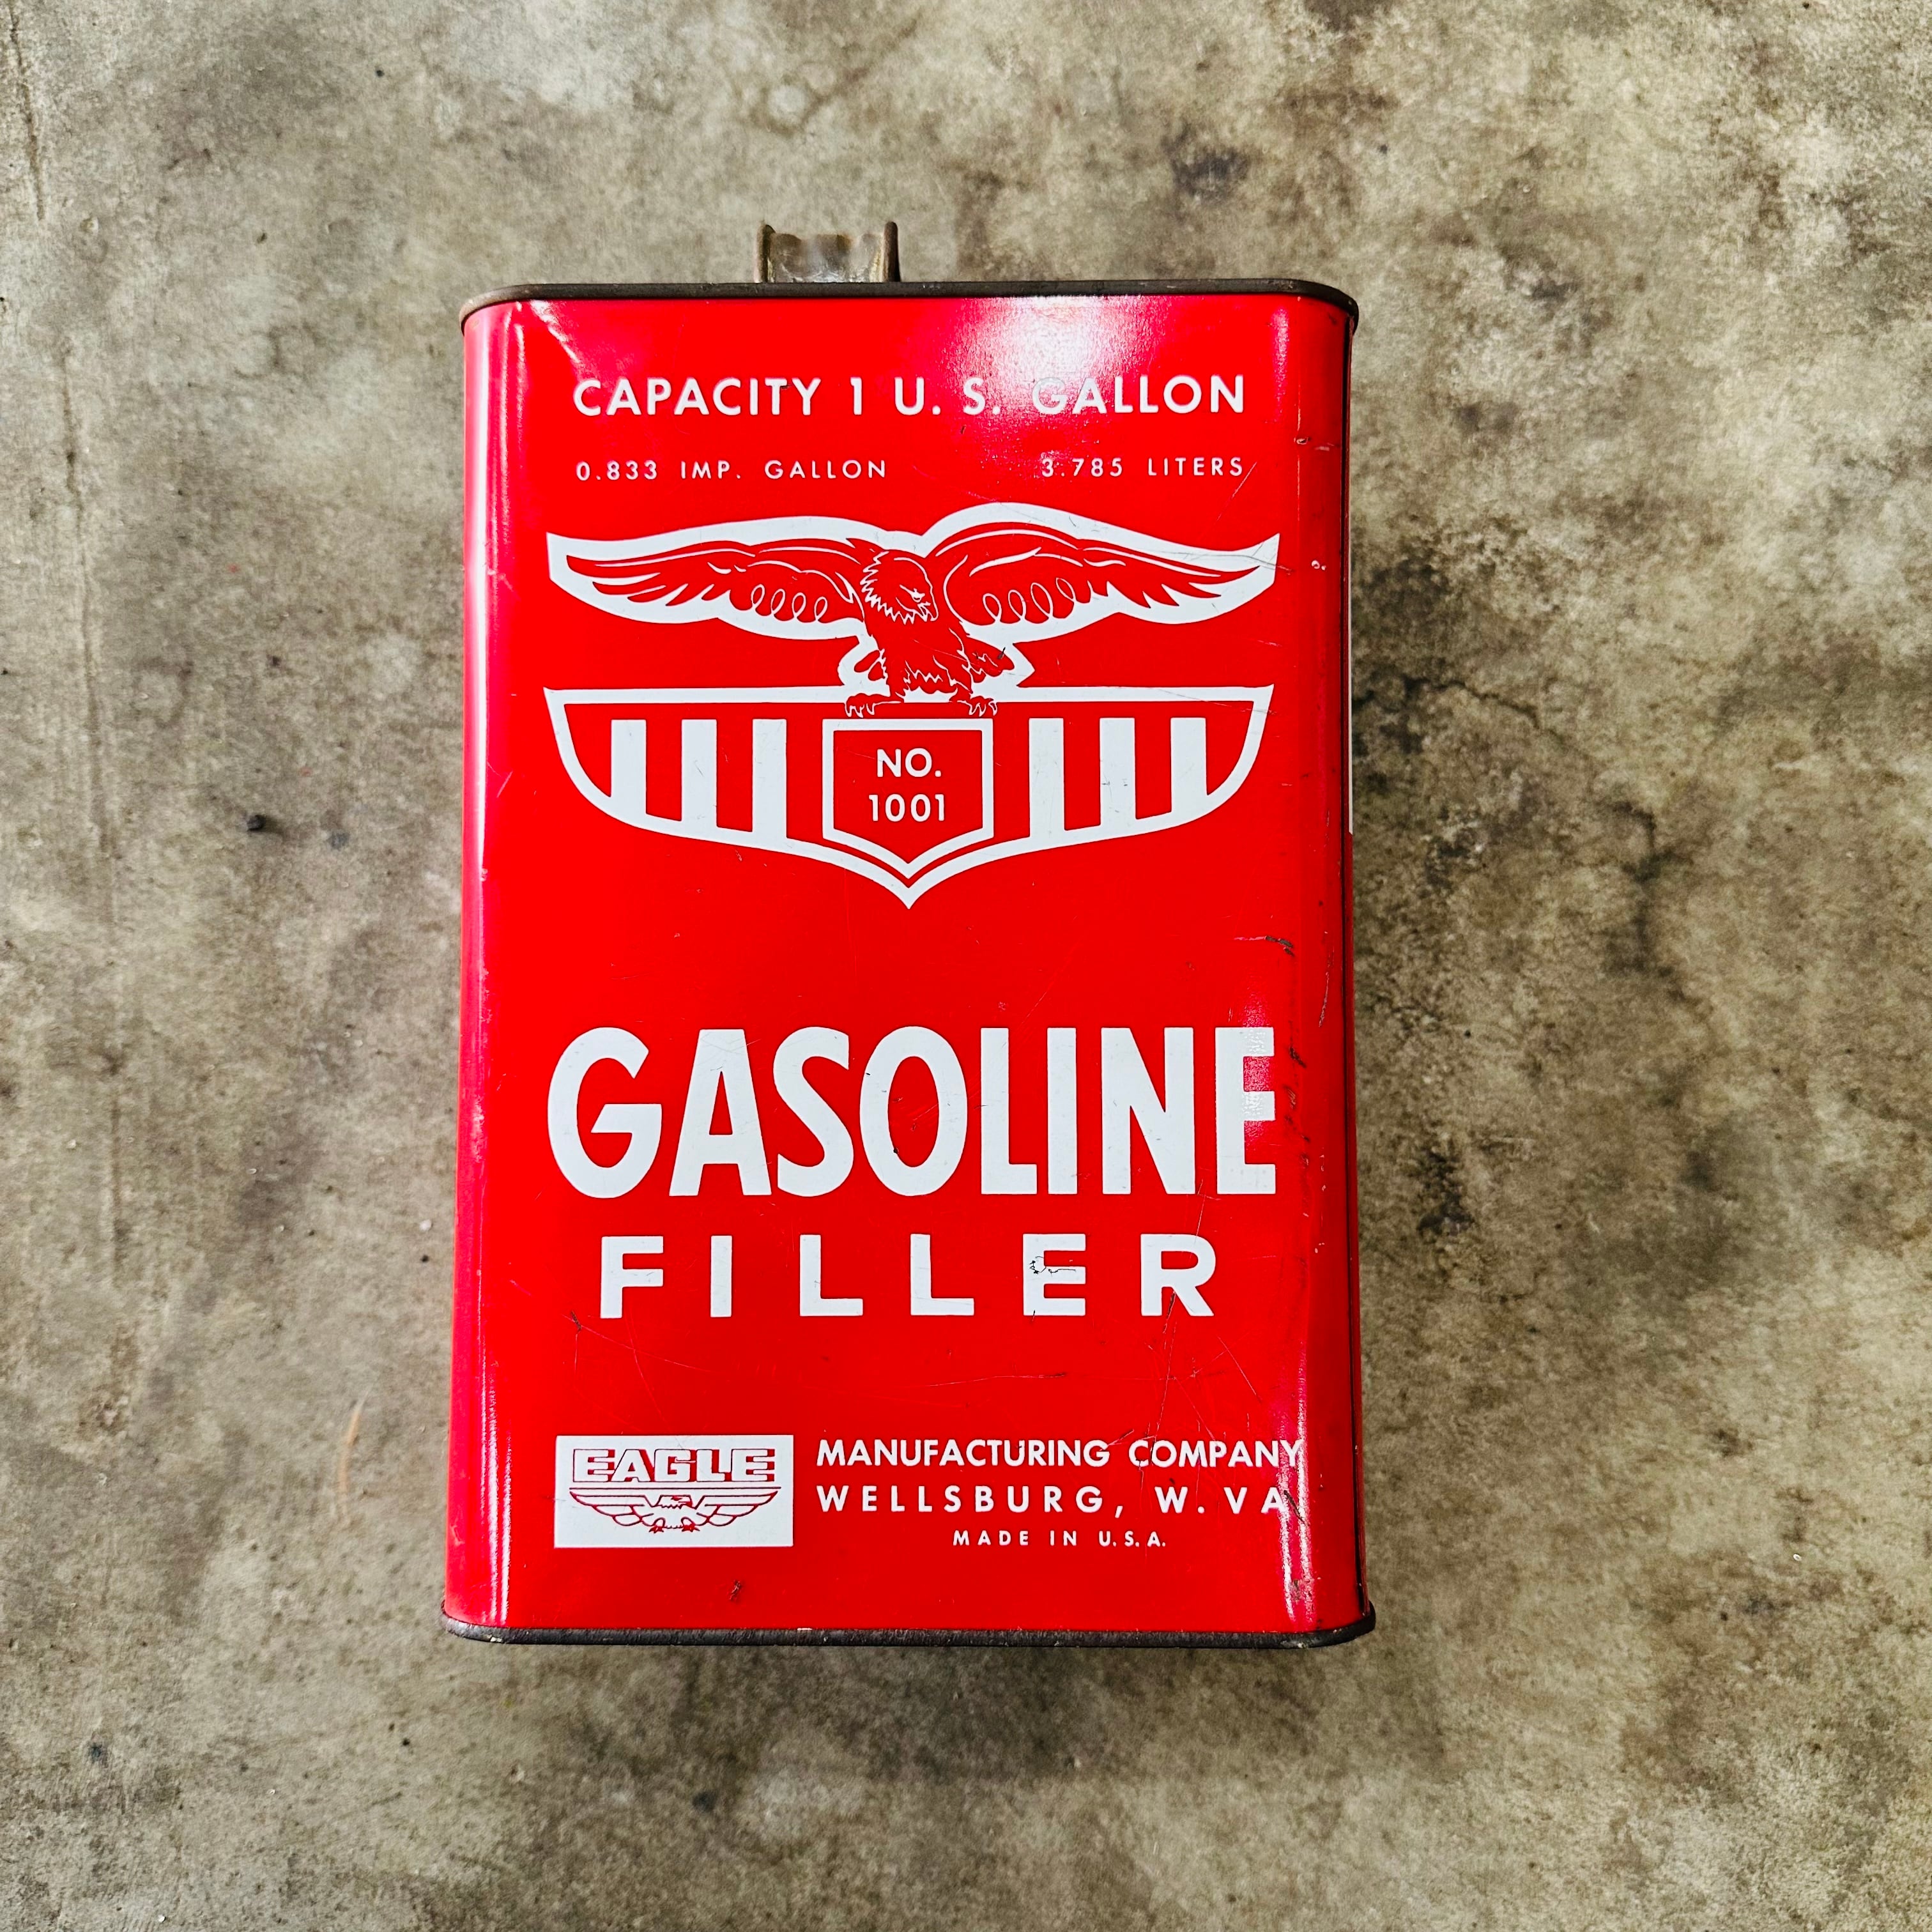 CAPACITY 1 U. S. GALLON
0.833 IMP. GALLON 3.785 LITERS
NO.
1001
GASOLINE
FILLER
EAGLE
MANUFACTURING COMPANY
WELLSBURG, W. VA
MADE IN U.S.A.